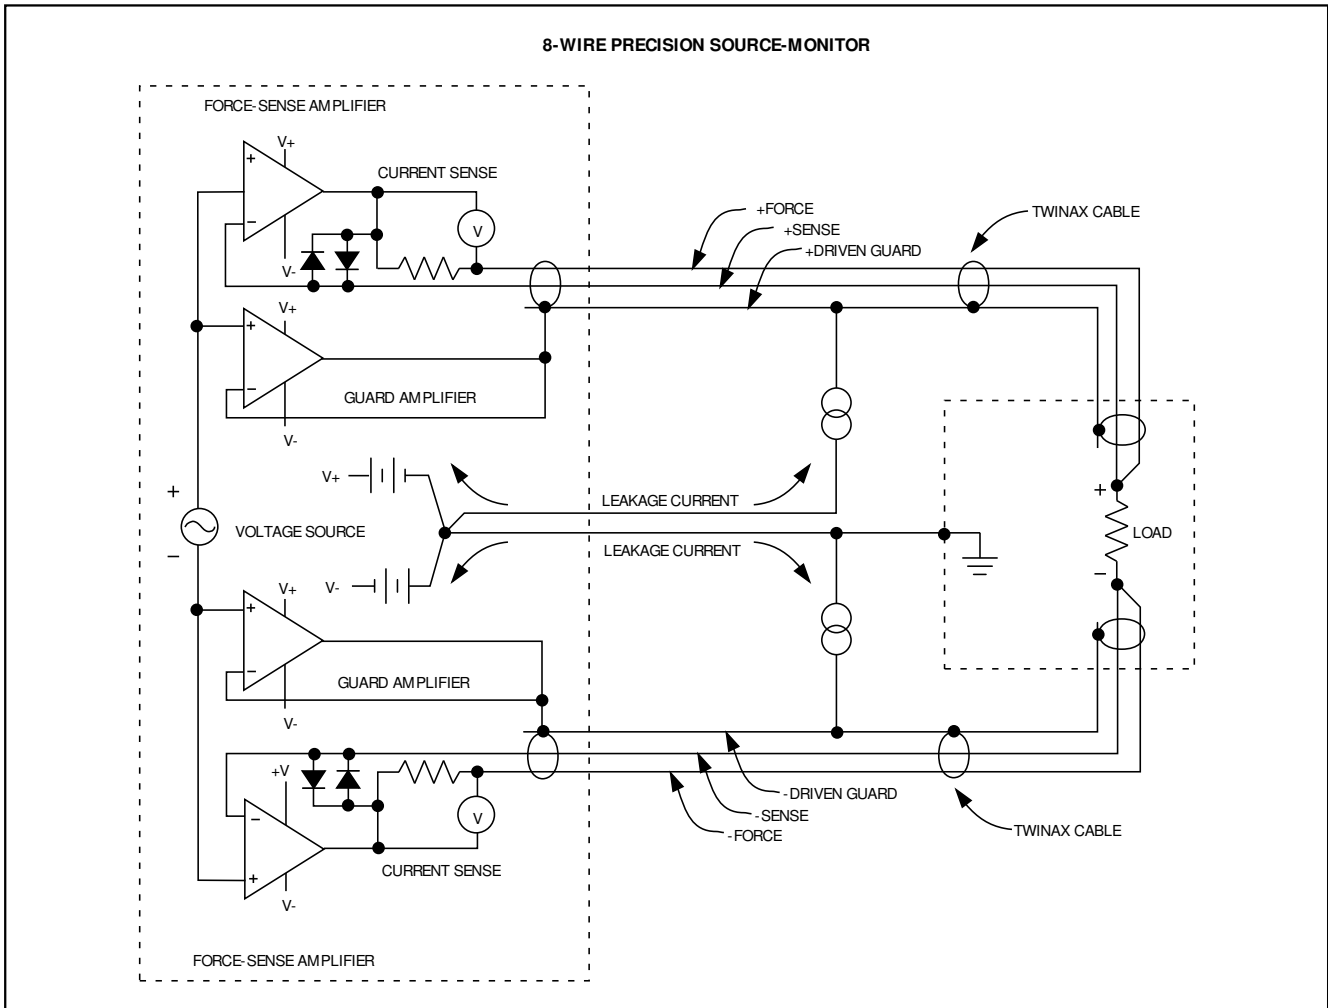 8-WIRE PRECISION SOURCE-MONITOR
FORCE-SENSE AMPLIFIER
+
V+
CURRENT SENSE
V
−
V-
+FORCE
+SENSE
+DRIVEN GUARD
TWINAX CABLE
V+
+
−
GUARD AMPLIFIER
V-
V+
LEAKAGE CURRENT
+
VOLTAGE SOURCE
−
LEAKAGE CURRENT
V-
+
LOAD
−
V+
+
−
GUARD AMPLIFIER
V-
+V
−
V
+
CURRENT SENSE
V-
-DRIVEN GUARD
-SENSE
-FORCE
TWINAX CABLE
FORCE-SENSE AMPLIFIER